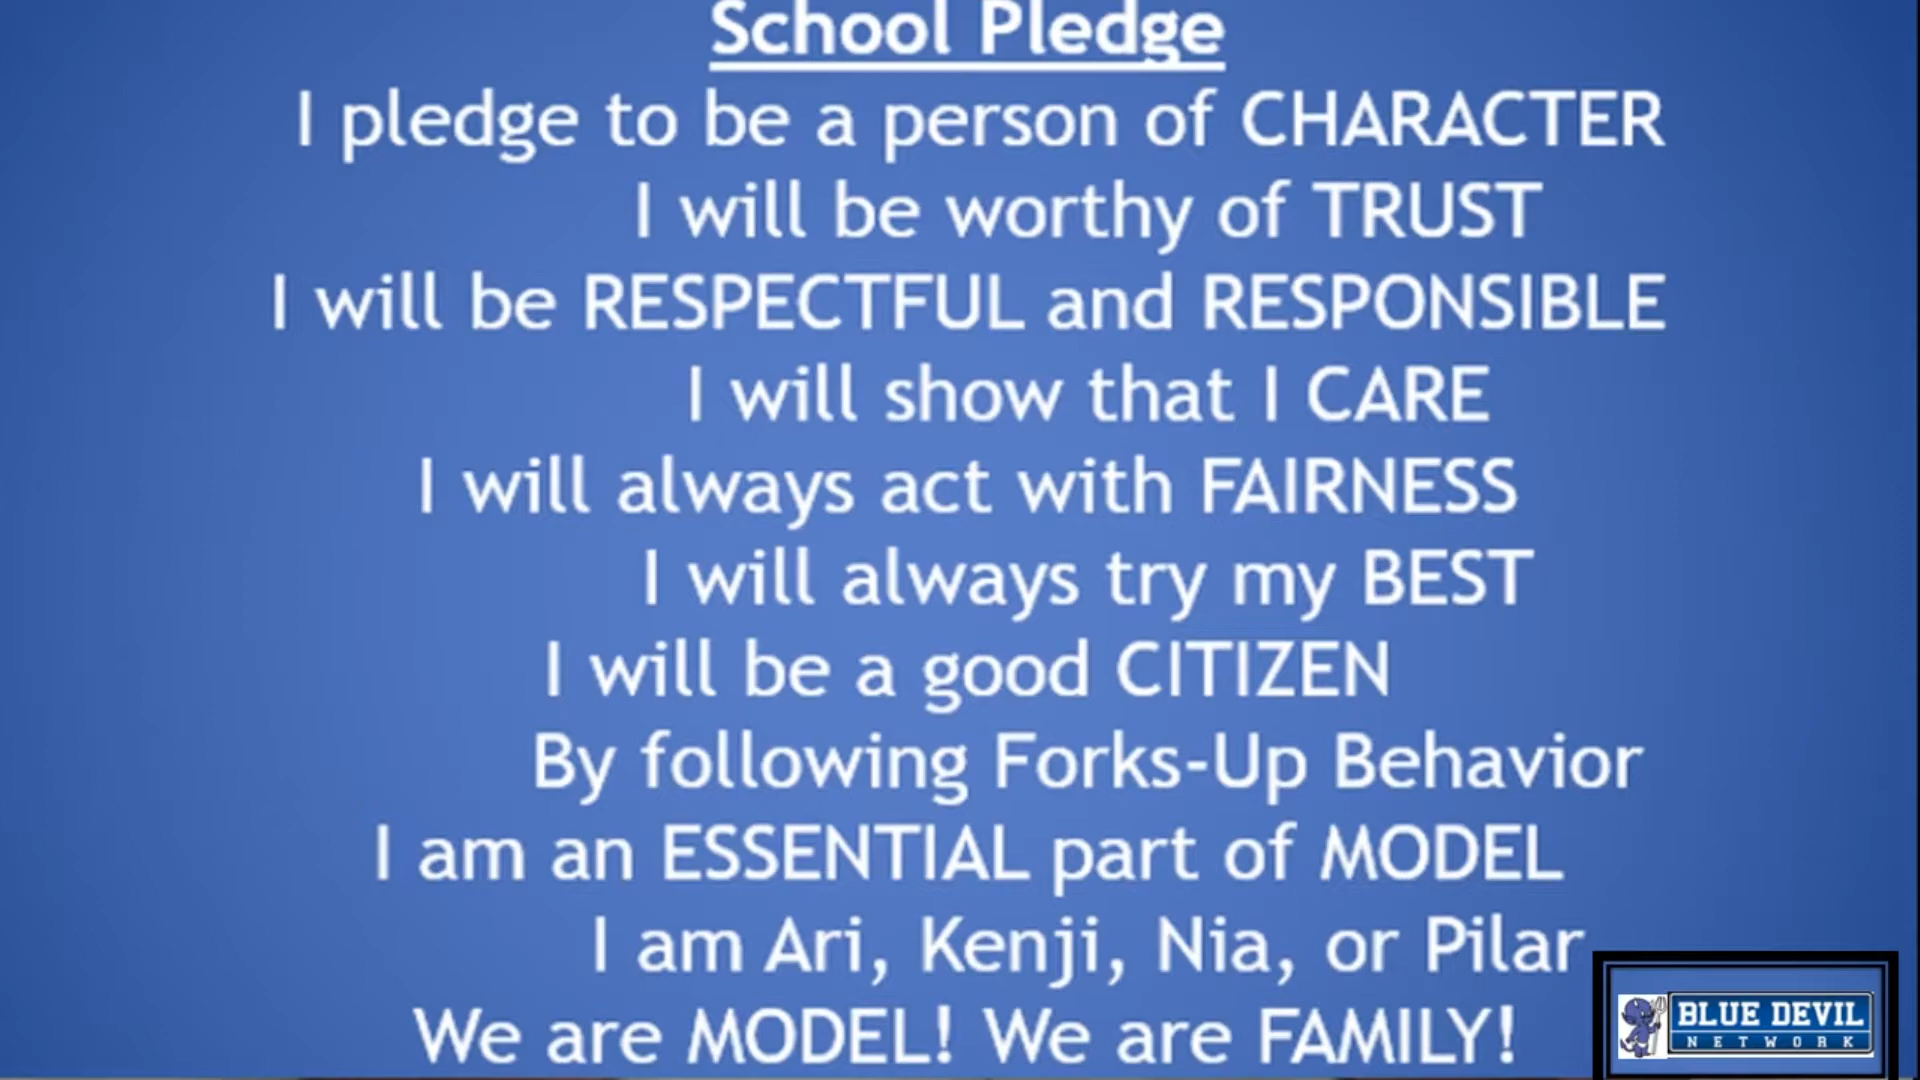 School Pledge
I pledge to be a person of CHARACTER
I will be worthy of TRUST
I will be RESPECTFUL and RESPONSIBLE
I will show that I CARE
I will always act with FAIRNESS
I will always try my BEST
I will be a good CITIZEN
By following Forks-Up Behavior
I am an ESSENTIAL part of MODEL
I am Ari, Kenji, Nia, or Pilar
We are MODEL! We are FAMILY!
BLUE DEVIL
NETWORK